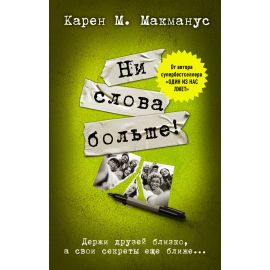 Карен М. Макманус
От автора
супербестселлера
«ОДИН ИЗ НАС
ЛЖЕТ»
Ни
слова
больше!
Держи друзей близко,
а свои секреты еще ближе...